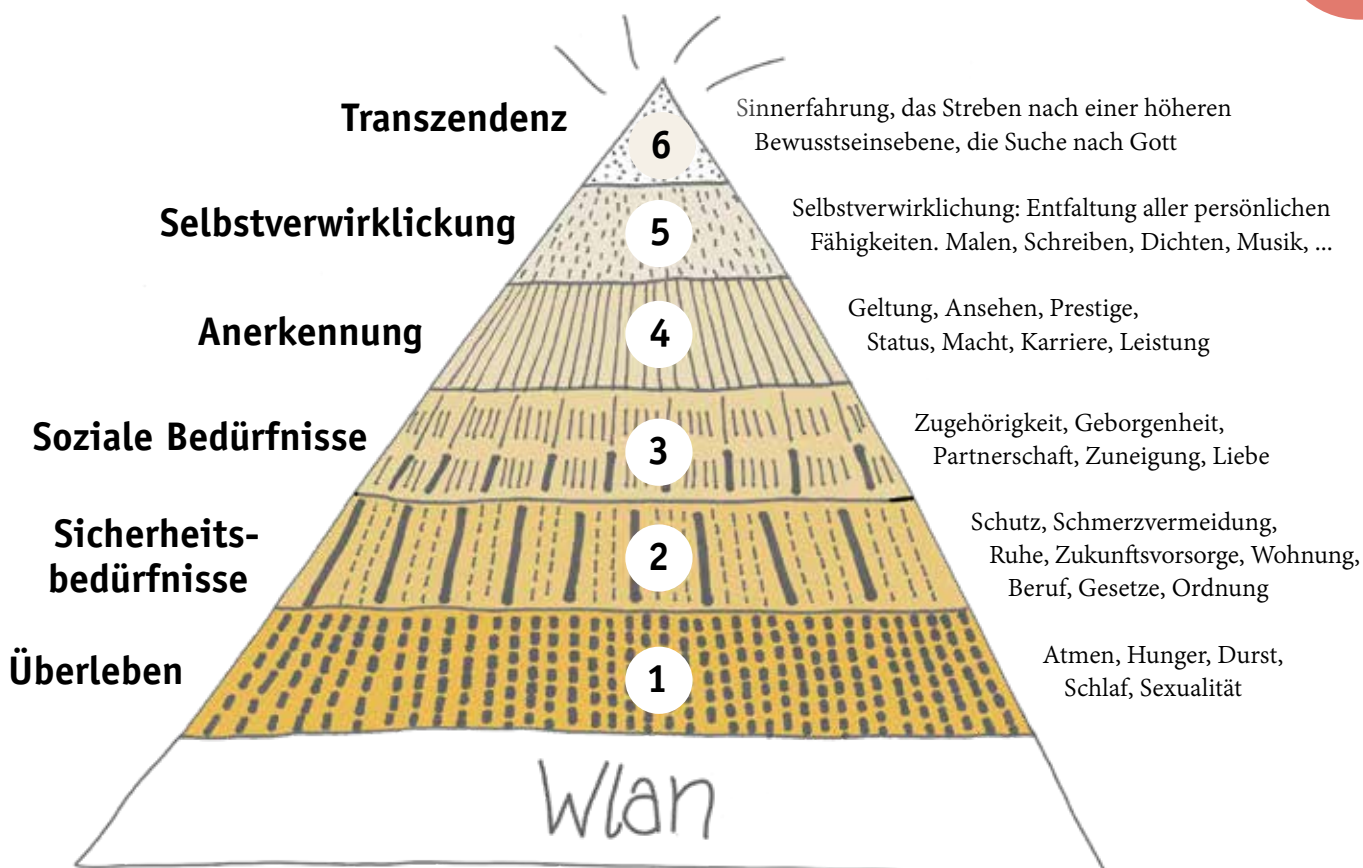 Transzendenz
6
Sinnerfahrung, das Streben nach einer höheren
Bewusstseinsebene, die Suche nach Gott
Selbstverwirklickung
5
Selbstverwirklichung: Entfaltung aller persönlichen
Fähigkeiten. Malen, Schreiben, Dichten, Musik, ...
Anerkennung
4
Geltung, Ansehen, Prestige,
Status, Macht, Karriere, Leistung
Soziale Bedürfnisse
3
Zugehörigkeit, Geborgenheit,
Partnerschaft, Zuneigung, Liebe
Sicherheits-
bedürfnisse
2
Schutz, Schmerzvermeidung,
Ruhe, Zukunftsvorsorge, Wohnung,
Beruf, Gesetze, Ordnung
Überleben
1
Atmen, Hunger, Durst,
Schlaf, Sexualität
Wlan